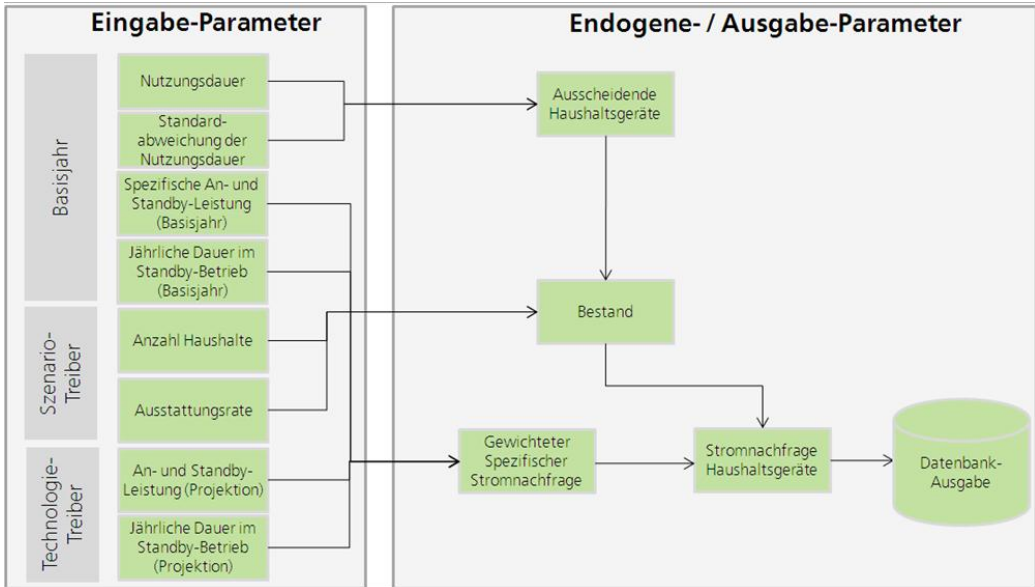 Eingabe-Parameter
Basisjahr
Nutzungsdauer
Standard-
abweichung der
Nutzungsdauer
Spezifische An- und
Standby-Leistung
(Basisjahr)
Jährliche Dauer im
Standby-Betrieb
(Basisjahr)
Szenario-
Treiber
Anzahl Haushalte
Ausstattungsrate
Technologie-
Treiber
An- und Standby-
Leistung (Projektion)
Jährliche Dauer im
Standby-Betrieb
(Projektion)
Endogene- / Ausgabe-Parameter
Ausscheidende
Haushaltsgeräte
Bestand
Gewichteter
Spezifischer
Stromnachfrage
Stromnachfrage
Haushaltsgeräte
Datenbank-
Ausgabe